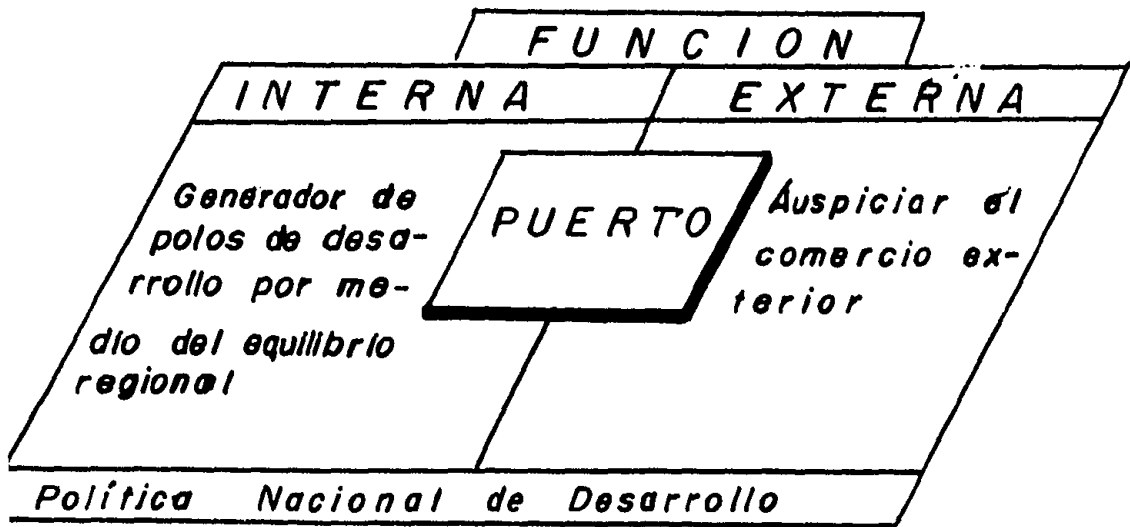 FUNCION
INTERNA
EXTERNA
Generador de
polos de desa-
rrollo por me-
dio del equilibrio
regional
PUERTO
Auspiciar el
comercio ex-
terior
Política Nacional de Desarrollo